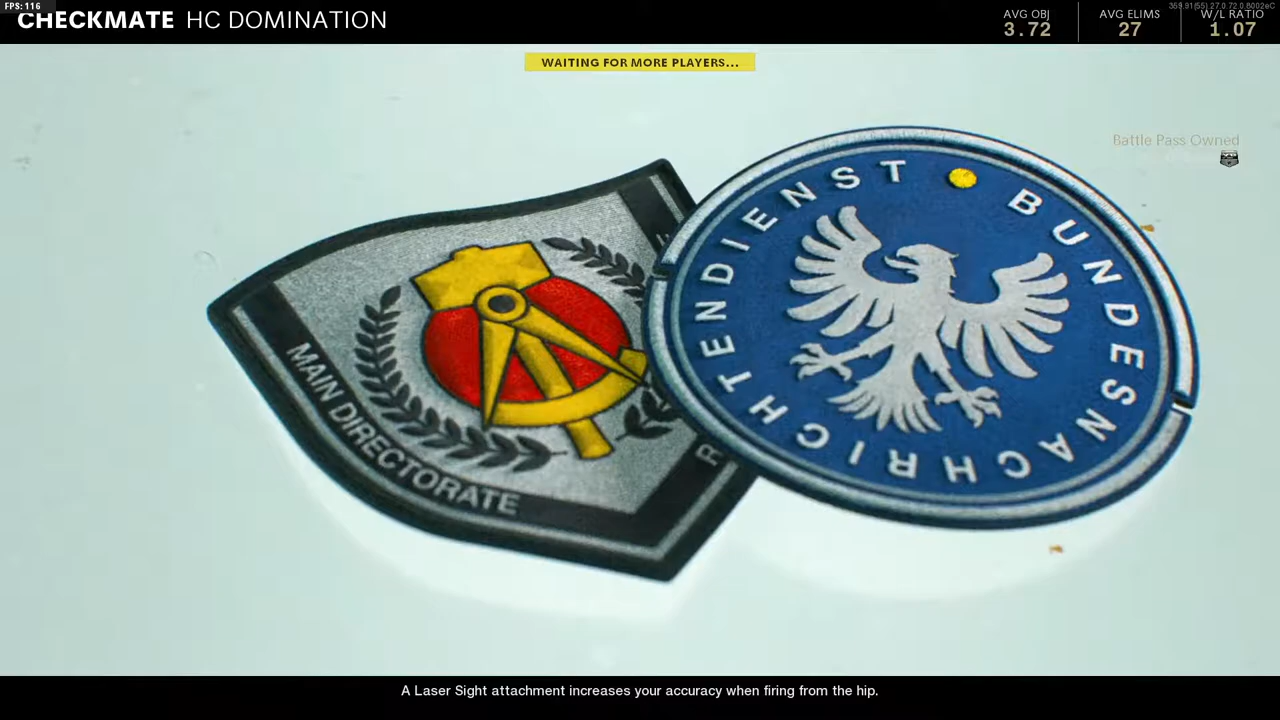 FPS: 116
CHECKMATE HC DOMINATION
AVG OBJ
3.72
AVG ELIMS
27
W/L RATIO
1.07
WAITING FOR MORE PLAYERS...
Battle Pass Owned
BUNDESNACHRICHTENDIENST
MAIN DIRECTORATE
R
A Laser Sight attachment increases your accuracy when firing from the hip.